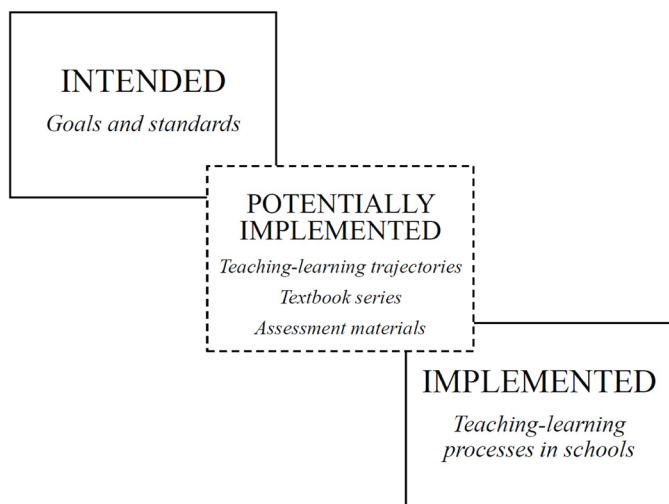 INTENDED
Goals and standards
POTENTIALLY
IMPLEMENTED
Teaching-learning trajectories
Textbook series
Assessment materials
IMPLEMENTED
Teaching-learning
processes in schools